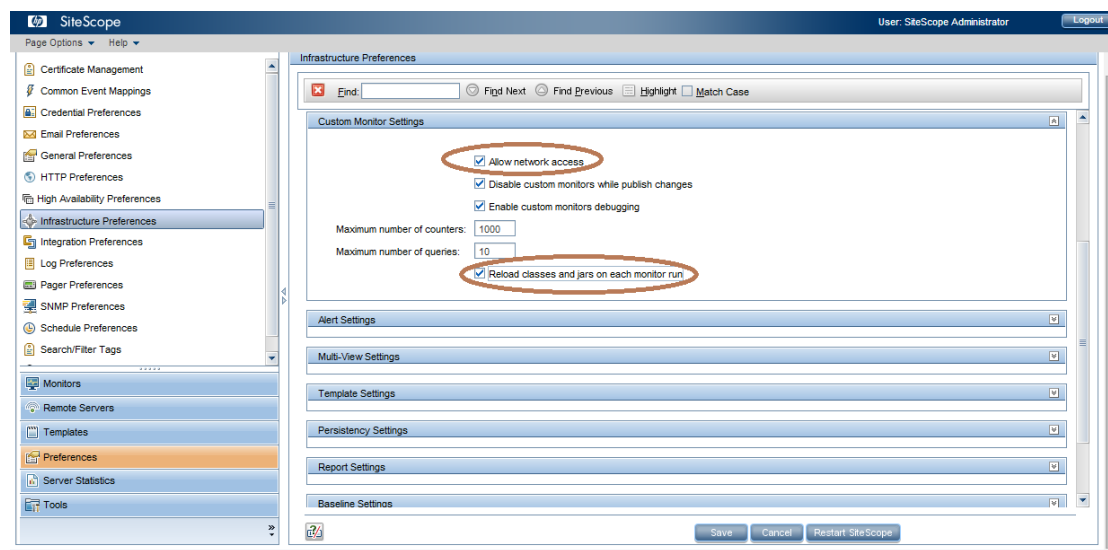 SiteScope
User: SiteScope Administrator
Logout
Page Options
Help
Certificate Management
Common Event Mappings
Credential Preferences
Email Preferences
General Preferences
HTTP Preferences
High Availability Preferences
Infrastructure Preferences
Integration Preferences
Log Preferences
Pager Preferences
SNMP Preferences
Schedule Preferences
Search/Filter Tags
Monitors
Remote Servers
Templates
Preferences
Server Statistics
Tools
Infrastructure Preferences
Find:
Find Next
Find Previous
Highlight
Match Case
Custom Monitor Settings
Allow network access
Disable custom monitors while publish changes
Enable custom monitors debugging
Maximum number of counters: 1000
Maximum number of queries: 10
Reload classes and jars on each monitor run
Alert Settings
Multi-View Settings
Template Settings
Persistency Settings
Report Settings
Baseline Settings
Save
Cancel
Restart SiteScope